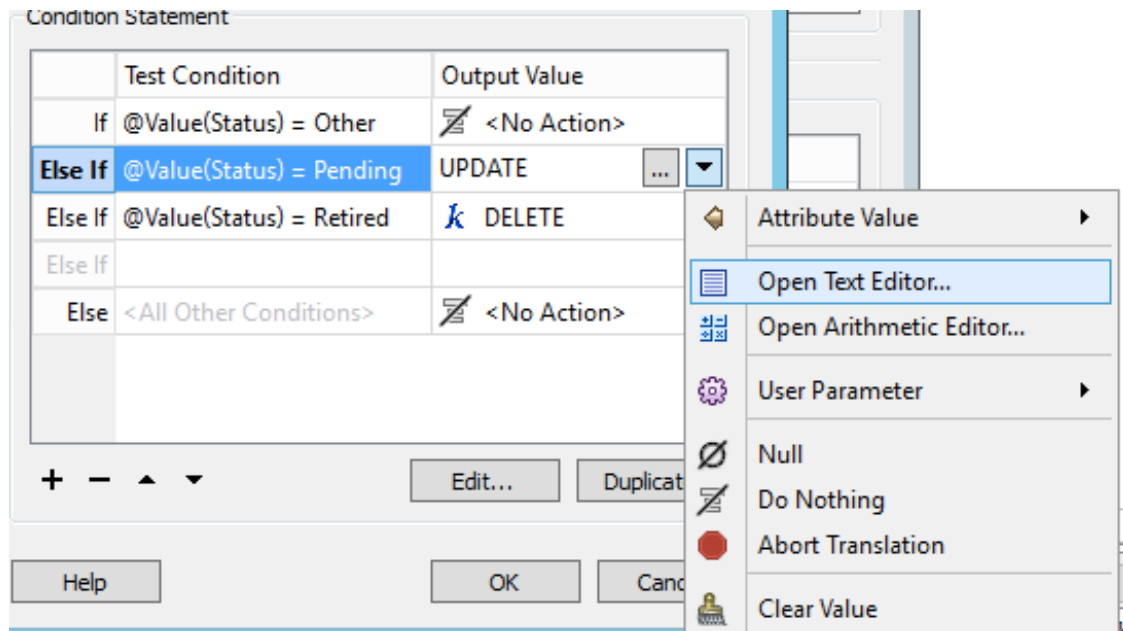 Condition Statement
Test Condition Output Value
If @Value(Status) = Other <No Action>
Else If @Value(Status) = Pending UPDATE ...
Else If @Value(Status) = Retired k DELETE
Else If
Else <All Other Conditions> <No Action>
Edit... Duplicat
Help OK Canc
Attribute Value
Open Text Editor...
Open Arithmetic Editor...
User Parameter
Null
Do Nothing
Abort Translation
Clear Value